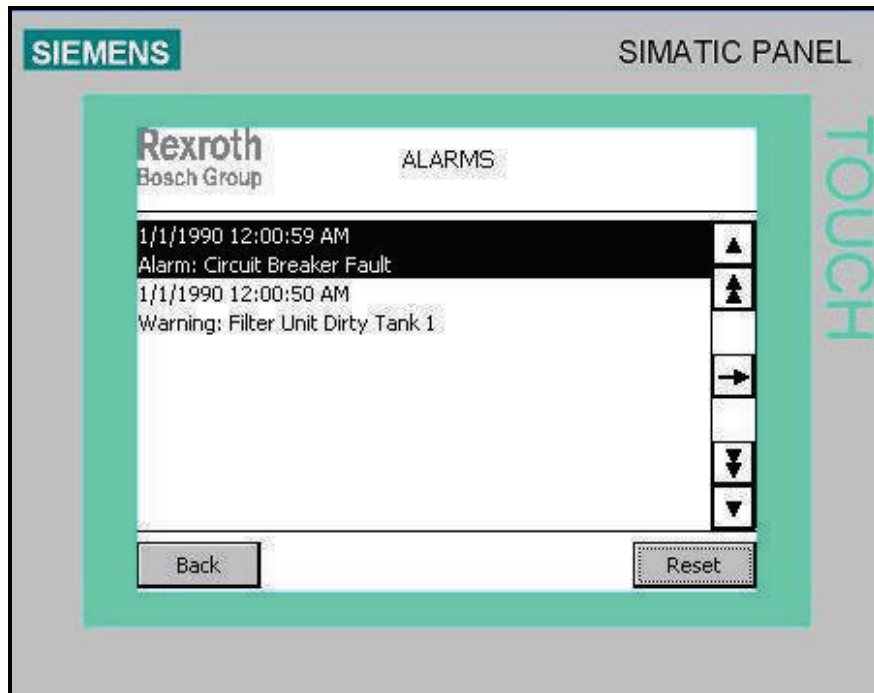 SIEMENS
SIMATIC PANEL
TOUCH
Rexroth
Bosch Group
ALARMS
1/1/1990 12:00:59 AM
Alarm: Circuit Breaker Fault
1/1/1990 12:00:50 AM
Warning: Filter Unit Dirty Tank 1
Back
Reset